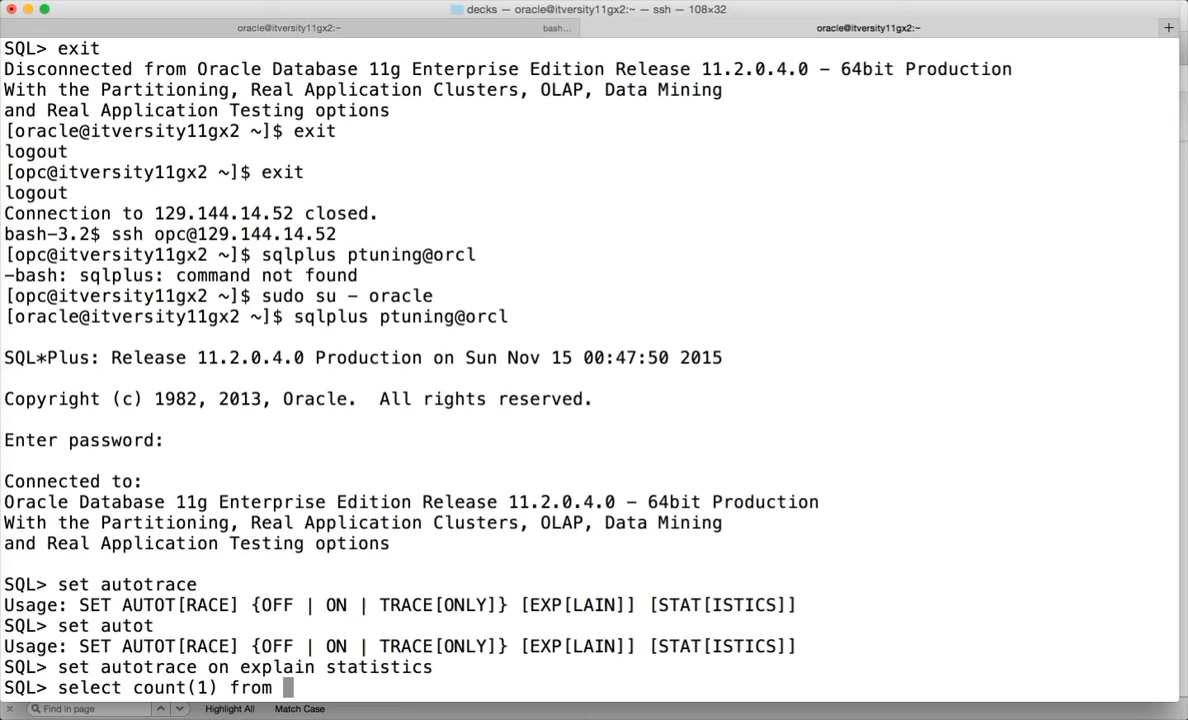 decks — oracle@itversity11gx2:~ — ssh — 108×32
oracle@itversity11gx2:~
bash...
oracle@itversity11gx2:~
SQL> exit
Disconnected from Oracle Database 11g Enterprise Edition Release 11.2.0.4.0 - 64bit Production
With the Partitioning, Real Application Clusters, OLAP, Data Mining
and Real Application Testing options
[oracle@itversity11gx2 ~]$ exit
logout
[opc@itversity11gx2 ~]$ exit
logout
Connection to 129.144.14.52 closed.
bash-3.2$ ssh opc@129.144.14.52
[opc@itversity11gx2 ~]$ sqlplus ptuning@orcl
-bash: sqlplus: command not found
[opc@itversity11gx2 ~]$ sudo su - oracle
[oracle@itversity11gx2 ~]$ sqlplus ptuning@orcl
SQL*Plus: Release 11.2.0.4.0 Production on Sun Nov 15 00:47:50 2015
Copyright (c) 1982, 2013, Oracle.  All rights reserved.
Enter password:
Connected to:
Oracle Database 11g Enterprise Edition Release 11.2.0.4.0 - 64bit Production
With the Partitioning, Real Application Clusters, OLAP, Data Mining
and Real Application Testing options
SQL> set autotrace
Usage: SET AUTOT[RACE] {OFF | ON | TRACE[ONLY]} [EXP[LAIN]] [STAT[ISTICS]]
SQL> set autot
Usage: SET AUTOT[RACE] {OFF | ON | TRACE[ONLY]} [EXP[LAIN]] [STAT[ISTICS]]
SQL> set autotrace on explain statistics
SQL> select count(1) from
Find in page
Highlight All
Match Case